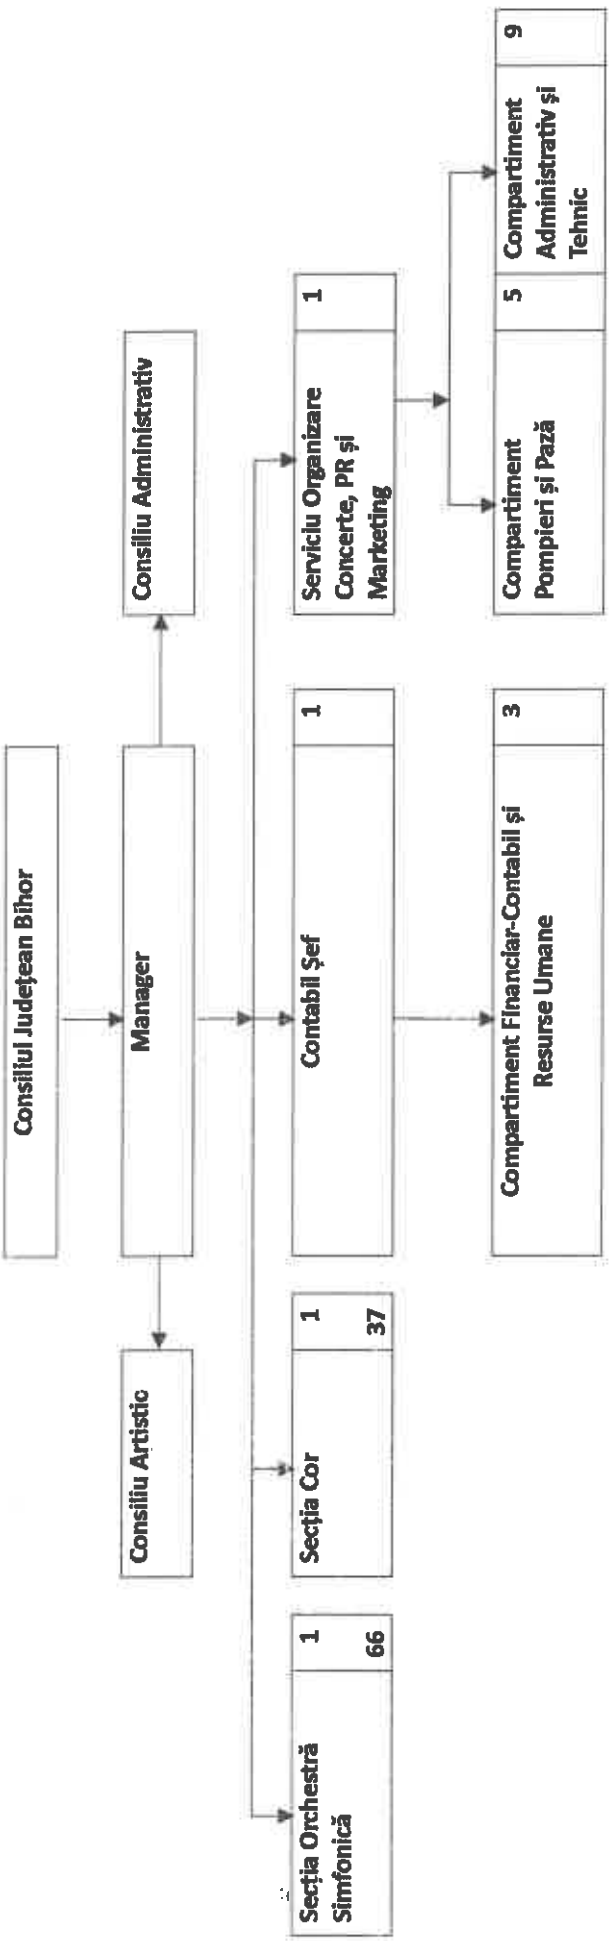 Consiliul Județean Bihor
Consiliu Artistic
Manager
Consiliu Administrativ
Secția Orchestră
Simfonică
1
66
Secția Cor
1
37
Contabil Șef
1
Serviciu Organizare
Concerte, PR și
Marketing
1
Compartiment Financiar-Contabil și
Resurse Umane
3
Compartiment
Pompieri și Pază
5
Compartiment
Administrativ și
Tehnic
9